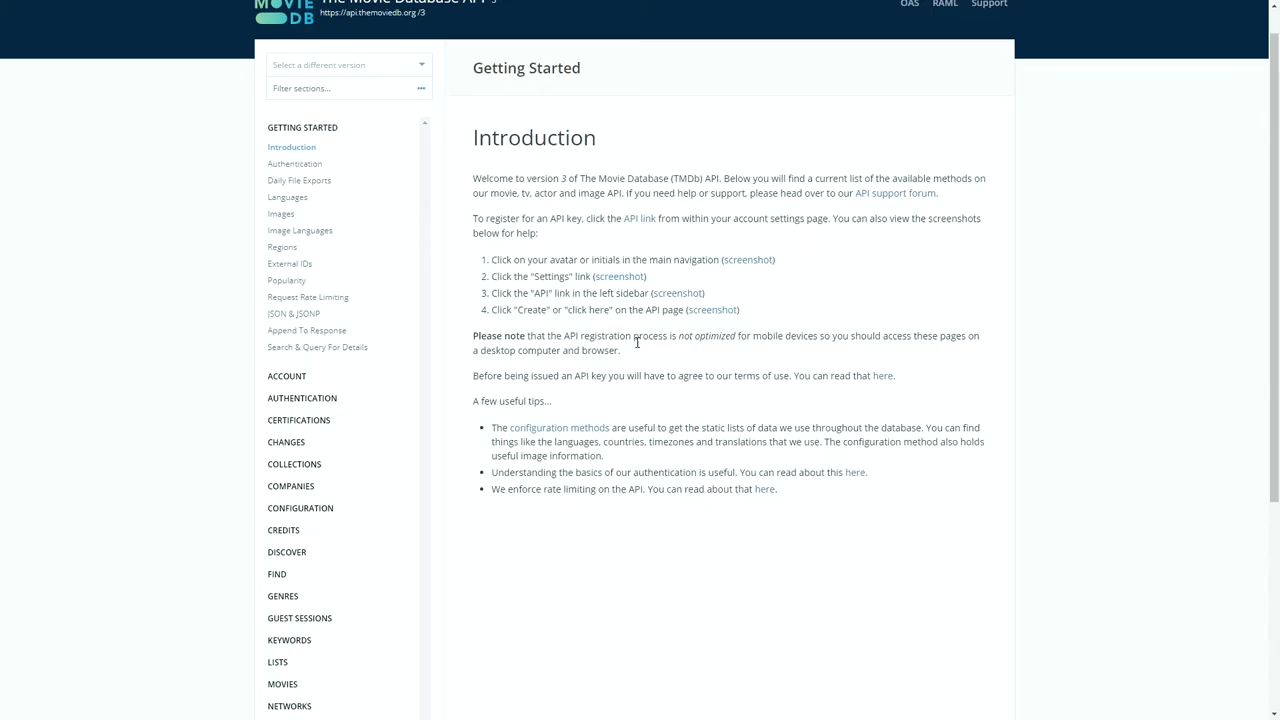 MOVIE
DB
https://api.themoviedb.org /3
OAS
RAML
Support
Select a different version
Filter sections...
GETTING STARTED
Introduction
Authentication
Daily File Exports
Languages
Images
Image Languages
Regions
External IDs
Popularity
Request Rate Limiting
JSON & JSONP
Append To Response
Search & Query For Details
ACCOUNT
AUTHENTICATION
CERTIFICATIONS
CHANGES
COLLECTIONS
COMPANIES
CONFIGURATION
CREDITS
DISCOVER
FIND
GENRES
GUEST SESSIONS
KEYWORDS
LISTS
MOVIES
NETWORKS
Getting Started
Introduction
Welcome to version 3 of The Movie Database (TMDb) API. Below you will find a current list of the available methods on
our movie, tv, actor and image API. If you need help or support, please head over to our API support forum.
To register for an API key, click the API link from within your account settings page. You can also view the screenshots
below for help:
1. Click on your avatar or initials in the main navigation (screenshot)
2. Click the "Settings" link (screenshot)
3. Click the "API" link in the left sidebar (screenshot)
4. Click "Create" or "click here" on the API page (screenshot)
Please note that the API registration process is not optimized for mobile devices so you should access these pages on
a desktop computer and browser.
Before being issued an API key you will have to agree to our terms of use. You can read that here.
A few useful tips...
• The configuration methods are useful to get the static lists of data we use throughout the database. You can find
things like the languages, countries, timezones and translations that we use. The configuration method also holds
useful image information.
• Understanding the basics of our authentication is useful. You can read about this here.
• We enforce rate limiting on the API. You can read about that here.